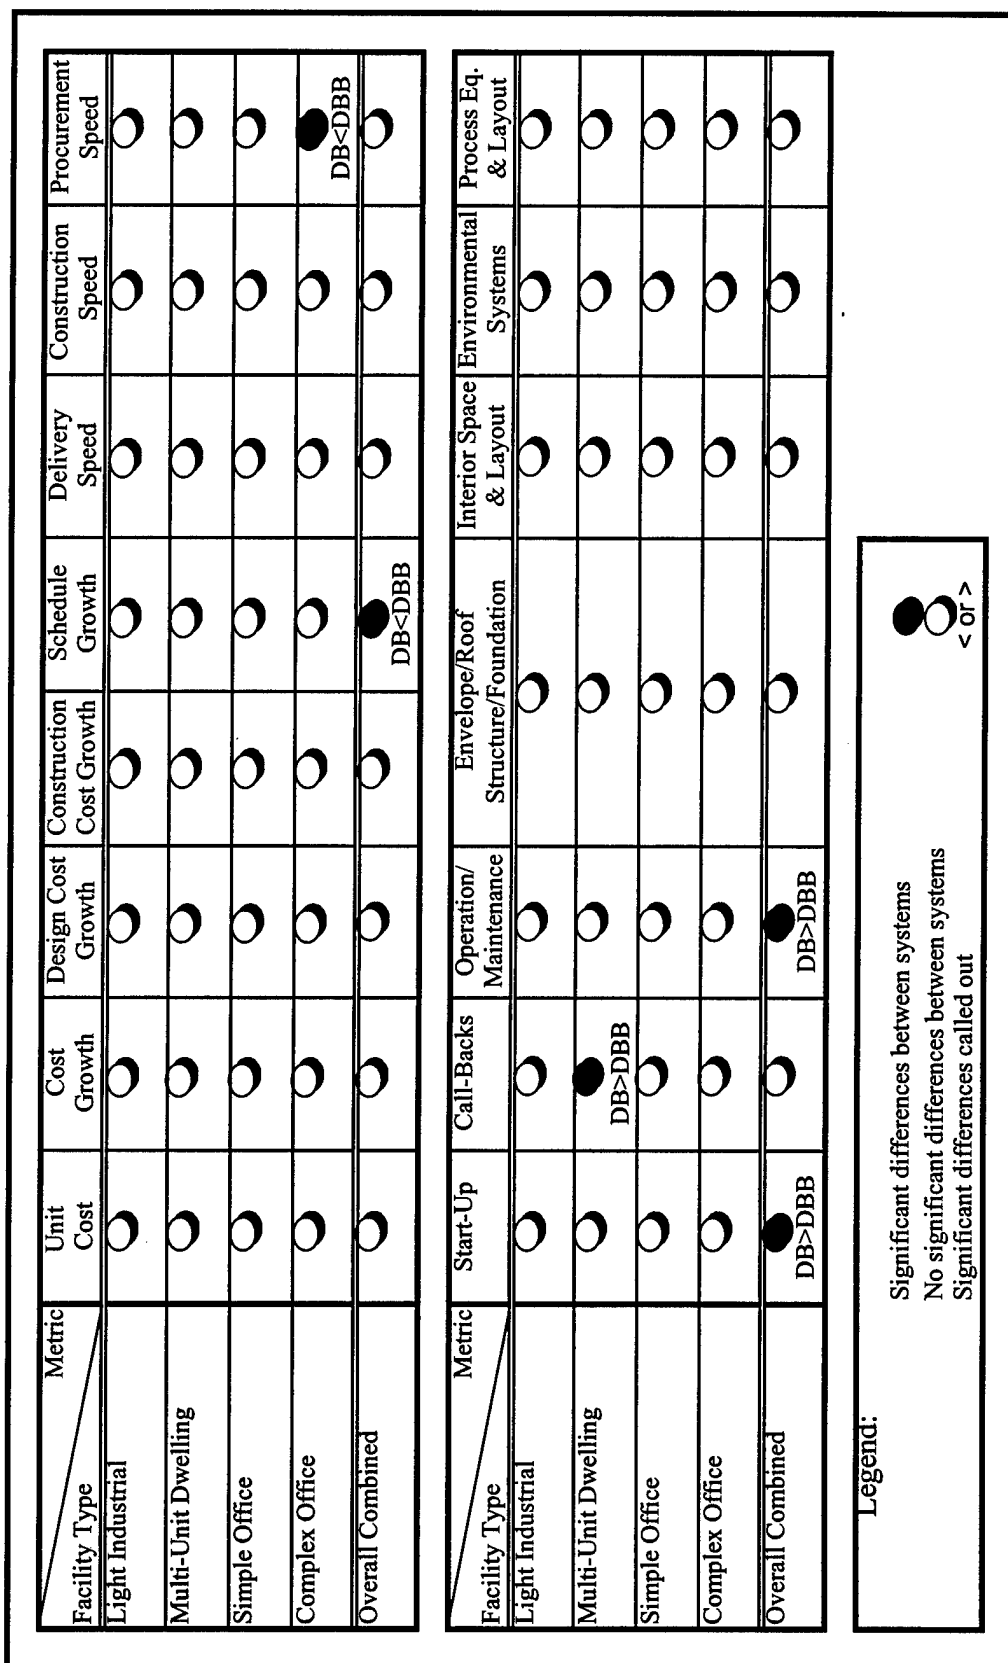 Metric
Facility Type
Unit
Cost
Cost
Growth
Design Cost
Growth
Construction
Cost Growth
Schedule
Growth
Delivery
Speed
Construction
Speed
Procurement
Speed
Light Industrial
Multi-Unit Dwelling
Simple Office
Complex Office
DB<DBB
Overall Combined
DB<DBB
Metric
Facility Type
Start-Up
Call-Backs
Operation/
Maintenance
Envelope/Roof
Structure/Foundation
Interior Space
& Layout
Environmental
Systems
Process Eq.
& Layout
Light Industrial
Multi-Unit Dwelling
DB>DBB
Simple Office
Complex Office
Overall Combined
DB>DBB
DB>DBB
Legend:
Significant differences between systems
No significant differences between systems
Significant differences called out
< or >